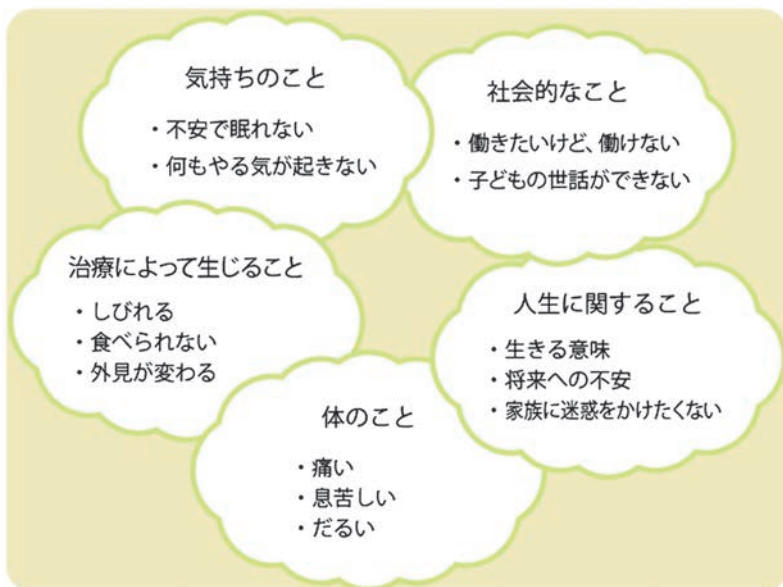 気持ちのこと
・不安で眠れない
・何もやる気が起きない
社会的なこと
・働きたいけど、働けない
・子どもの世話ができない
治療によって生じること
・しびれる
・食べられない
・外見が変わる
人生に関すること
・生きる意味
・将来への不安
・家族に迷惑をかけたくない
体のこと
・痛い
・息苦しい
・だるい